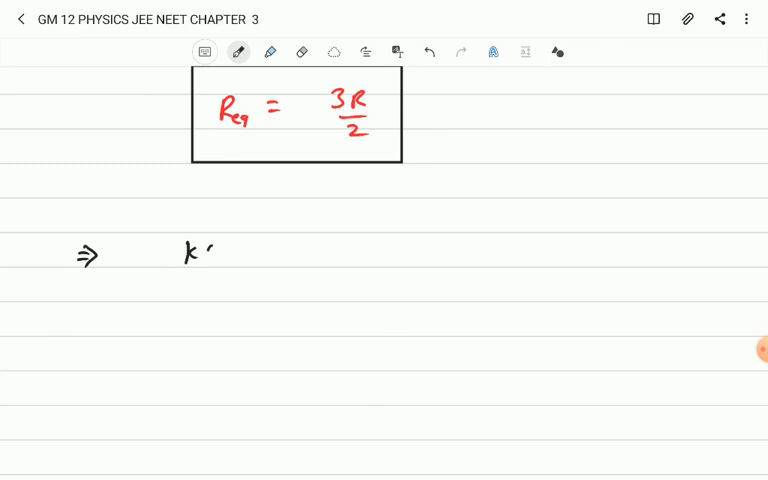 GM 12 PHYSICS JEE NEET CHAPTER 3
Req = 3R/2
⇒ K